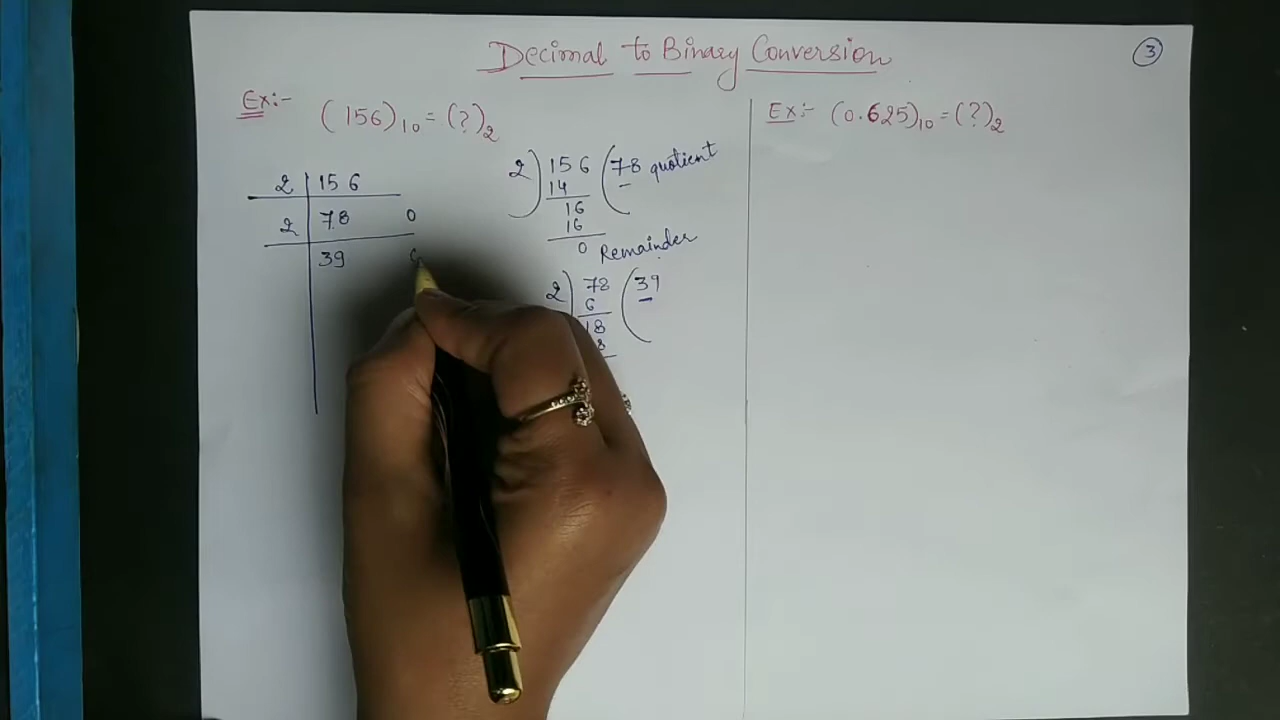 Decimal to Binary Conversion
3
Ex:- (156)10 = (?)2
2 | 156
2 | 78 0
39
2) 156 (78 quotient
14
16
16
0 Remainder
2) 78 (39
6
18
8
Ex:- (0.625)10 = (?)2